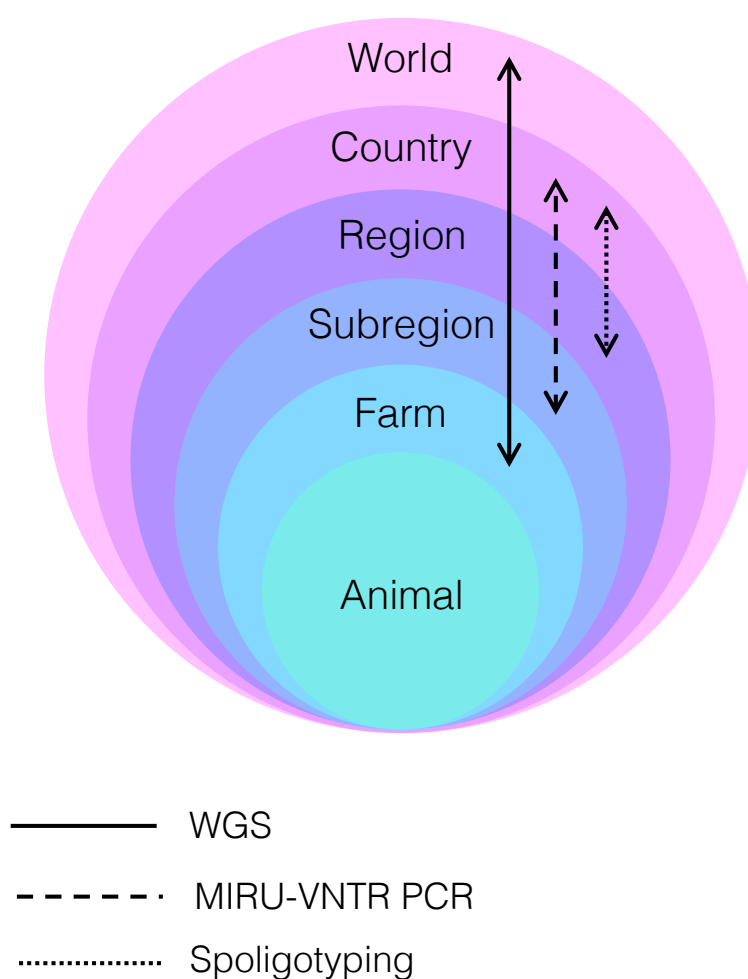 World
Country
Region
Subregion
Farm
Animal
WGS
MIRU-VNTR PCR
Spoligotyping